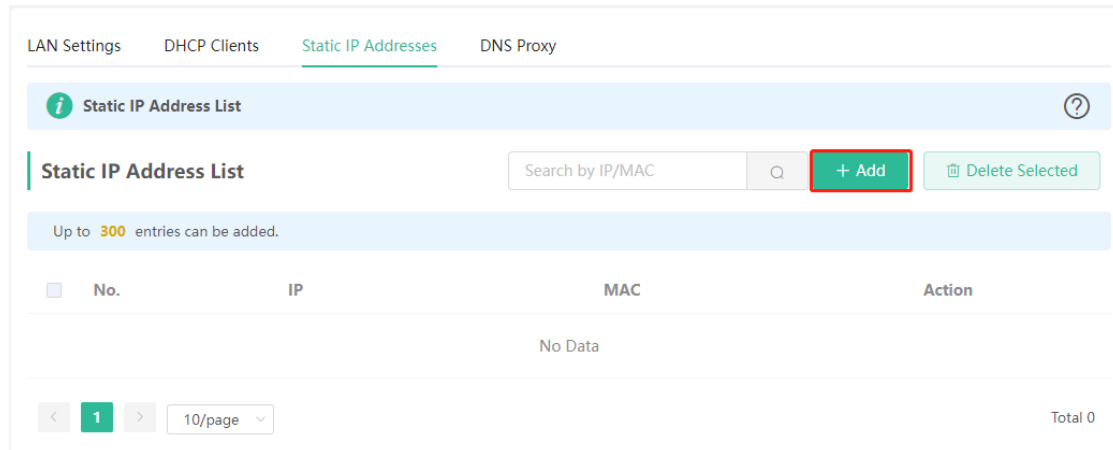 LAN Settings DHCP Clients Static IP Addresses DNS Proxy
i Static IP Address List ?
Static IP Address List Search by IP/MAC + Add Delete Selected
Up to 300 entries can be added.
No. IP MAC Action
No Data
< 1 > 10/page Total 0